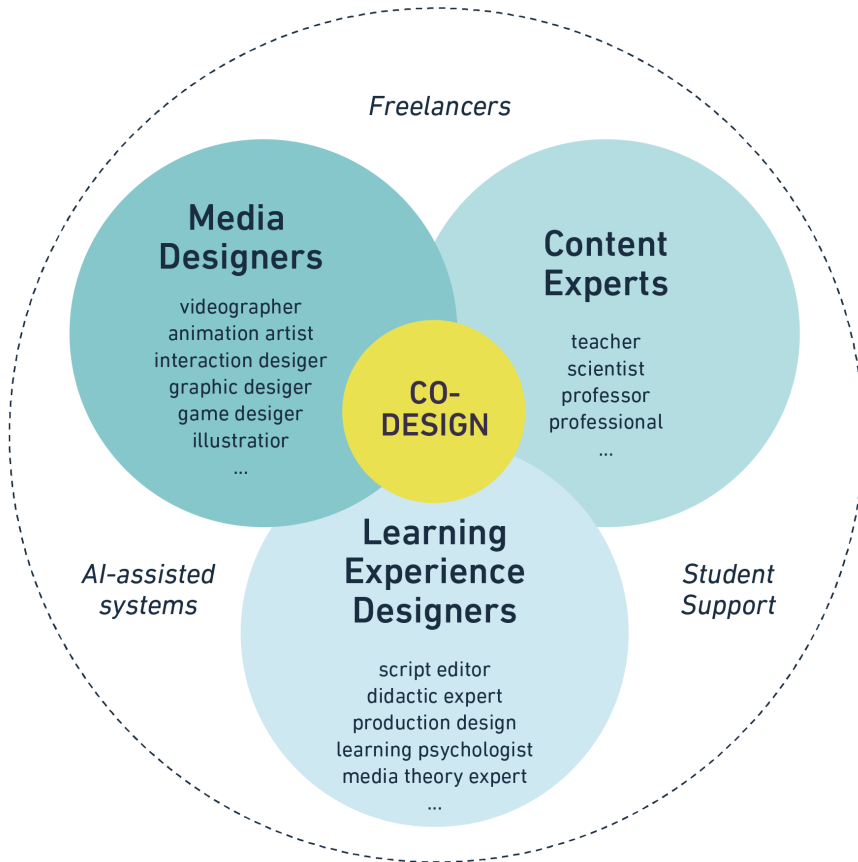 Freelancers
Media
Designers
videographer
animation artist
interaction desiger
graphic desiger
game desiger
illustratior
...
Content
Experts
teacher
scientist
professor
professional
...
CO-
DESIGN
Learning
Experience
Designers
script editor
didactic expert
production design
learning psychologist
media theory expert
...
AI-assisted
systems
Student
Support